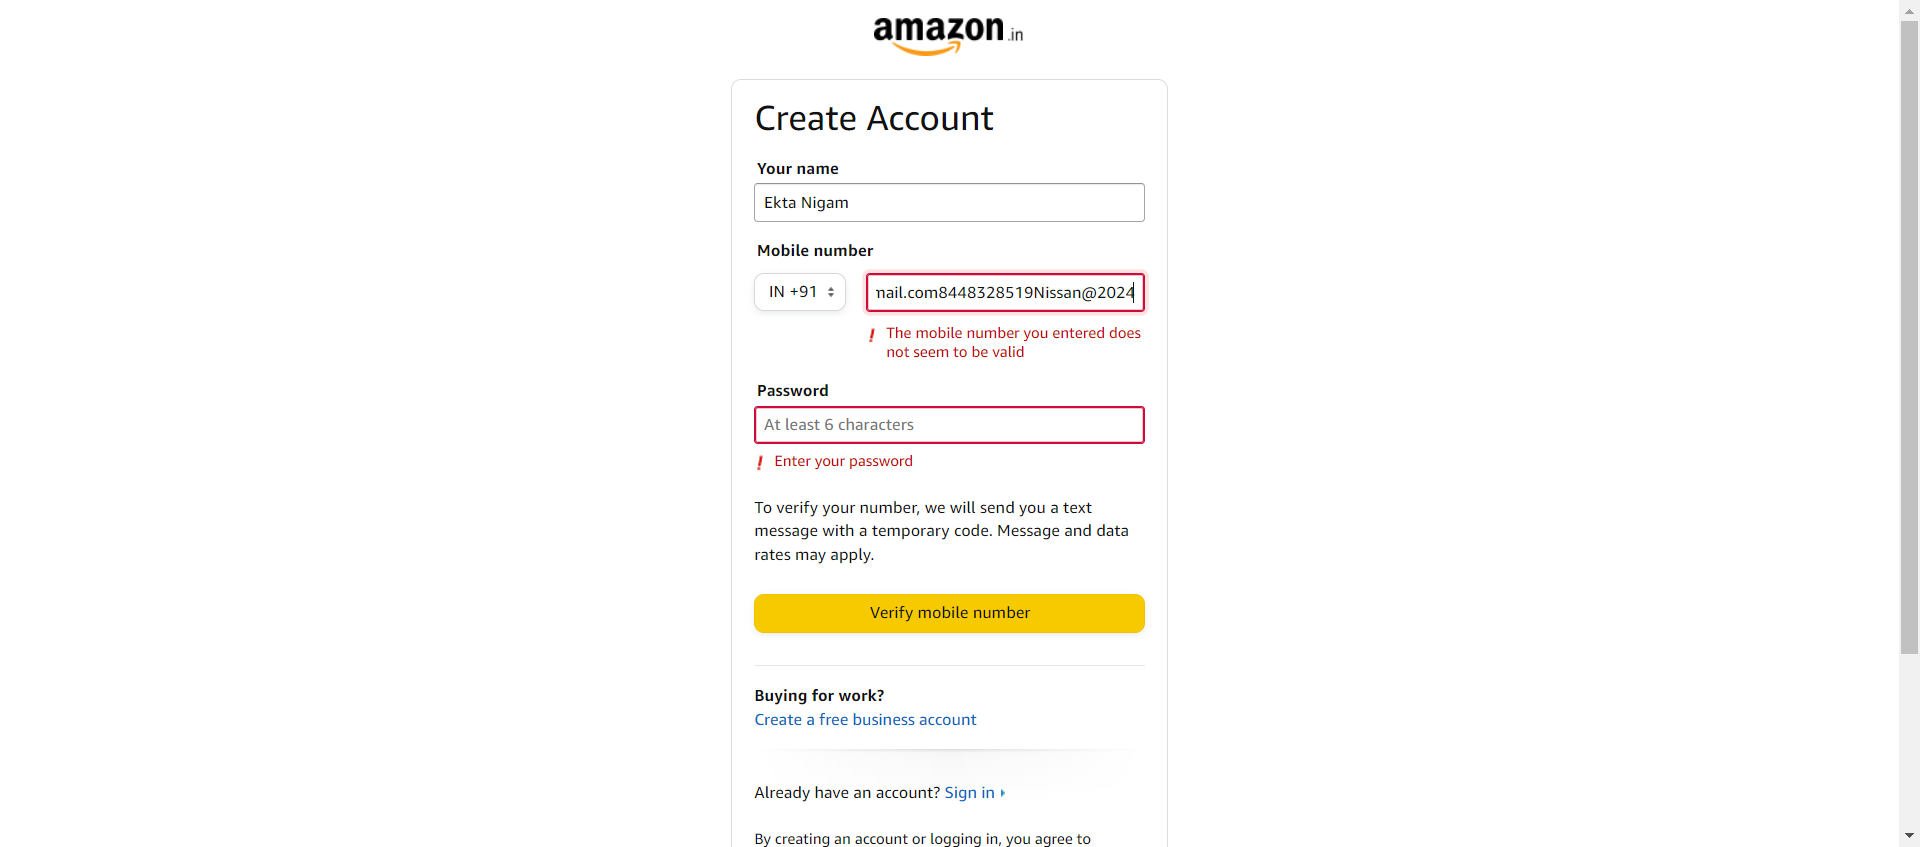 amazon.in
Create Account
Your name
Ekta Nigam
Mobile number
IN +91
mail.com8448328519Nissan@2024
The mobile number you entered does
not seem to be valid
Password
At least 6 characters
Enter your password
To verify your number, we will send you a text
message with a temporary code. Message and data
rates may apply.
Verify mobile number
Buying for work?
Create a free business account
Already have an account? Sign in
By creating an account or logging in, you agree to